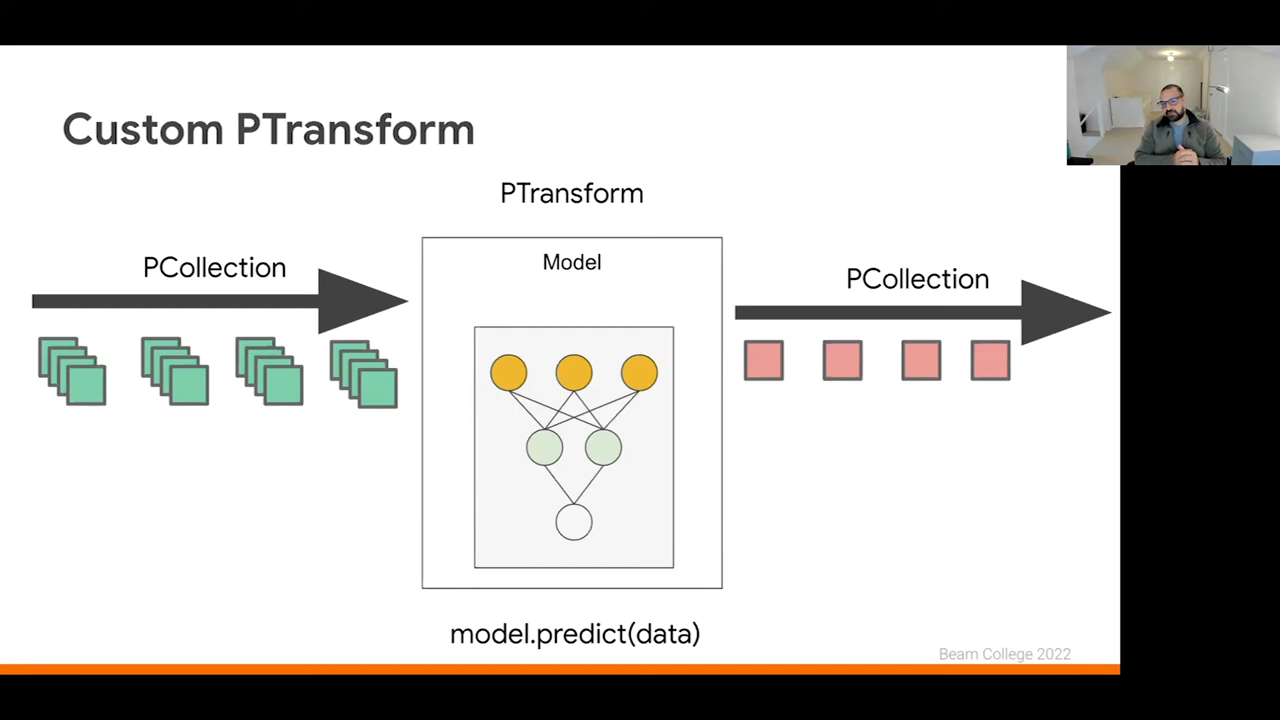 Custom PTransform
PTransform
PCollection
Model
PCollection
model.predict(data)
Beam College 2022